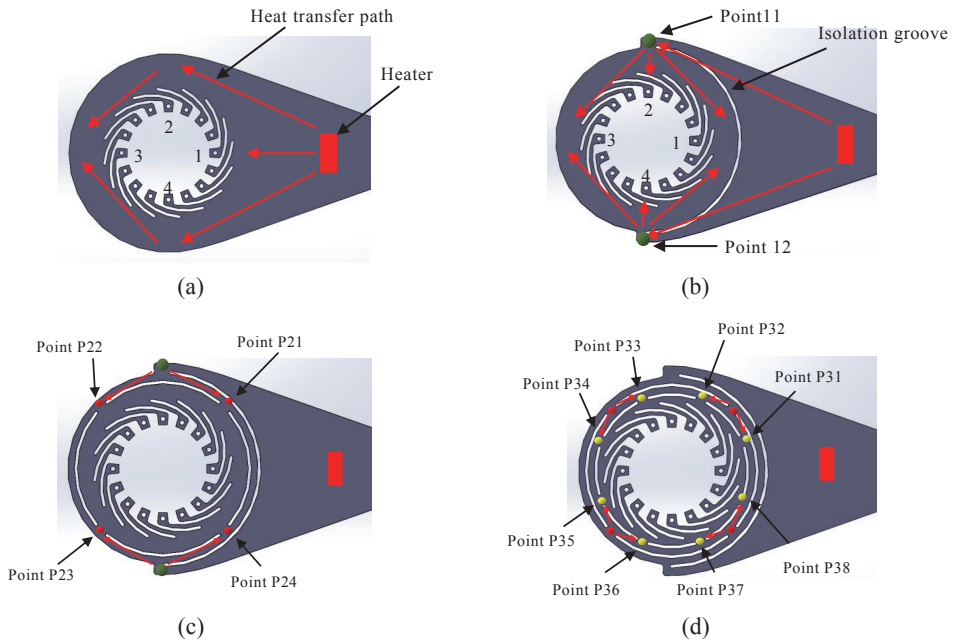 Heat transfer path
Heater
2
3
1
4
(a)
Point11
Isolation groove
2
3
1
4
Point 12
(b)
Point P22
Point P21
Point P23
Point P24
(c)
Point P32
Point P33
Point P34
Point P31
Point P35
Point P36
Point P37
Point P38
(d)